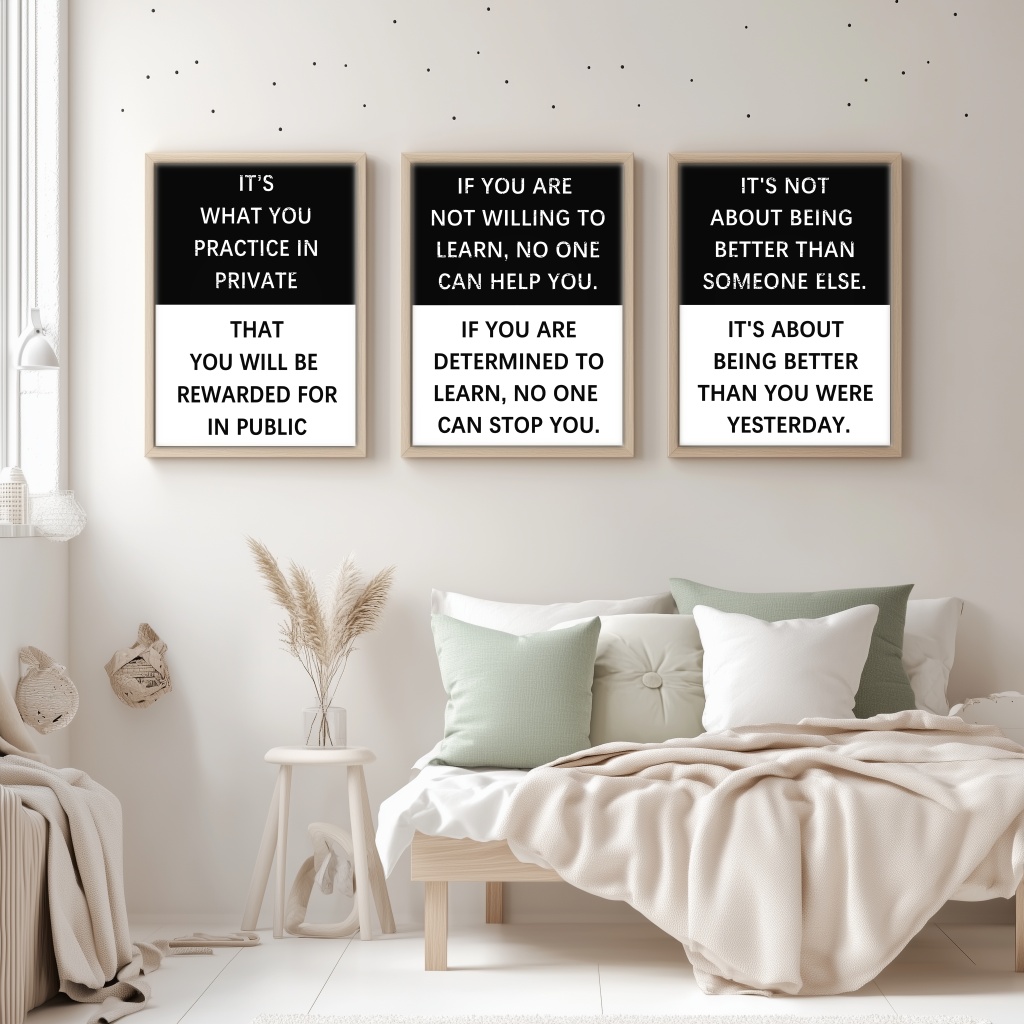 IT'S
WHAT YOU
PRACTICE IN
PRIVATE
THAT
YOU WILL BE
REWARDED FOR
IN PUBLIC
IF YOU ARE
NOT WILLING TO
LEARN, NO ONE
CAN HELP YOU.
IF YOU ARE
DETERMINED TO
LEARN, NO ONE
CAN STOP YOU.
IT'S NOT
ABOUT BEING
BETTER THAN
SOMEONE ELSE.
IT'S ABOUT
BEING BETTER
THAN YOU WERE
YESTERDAY.